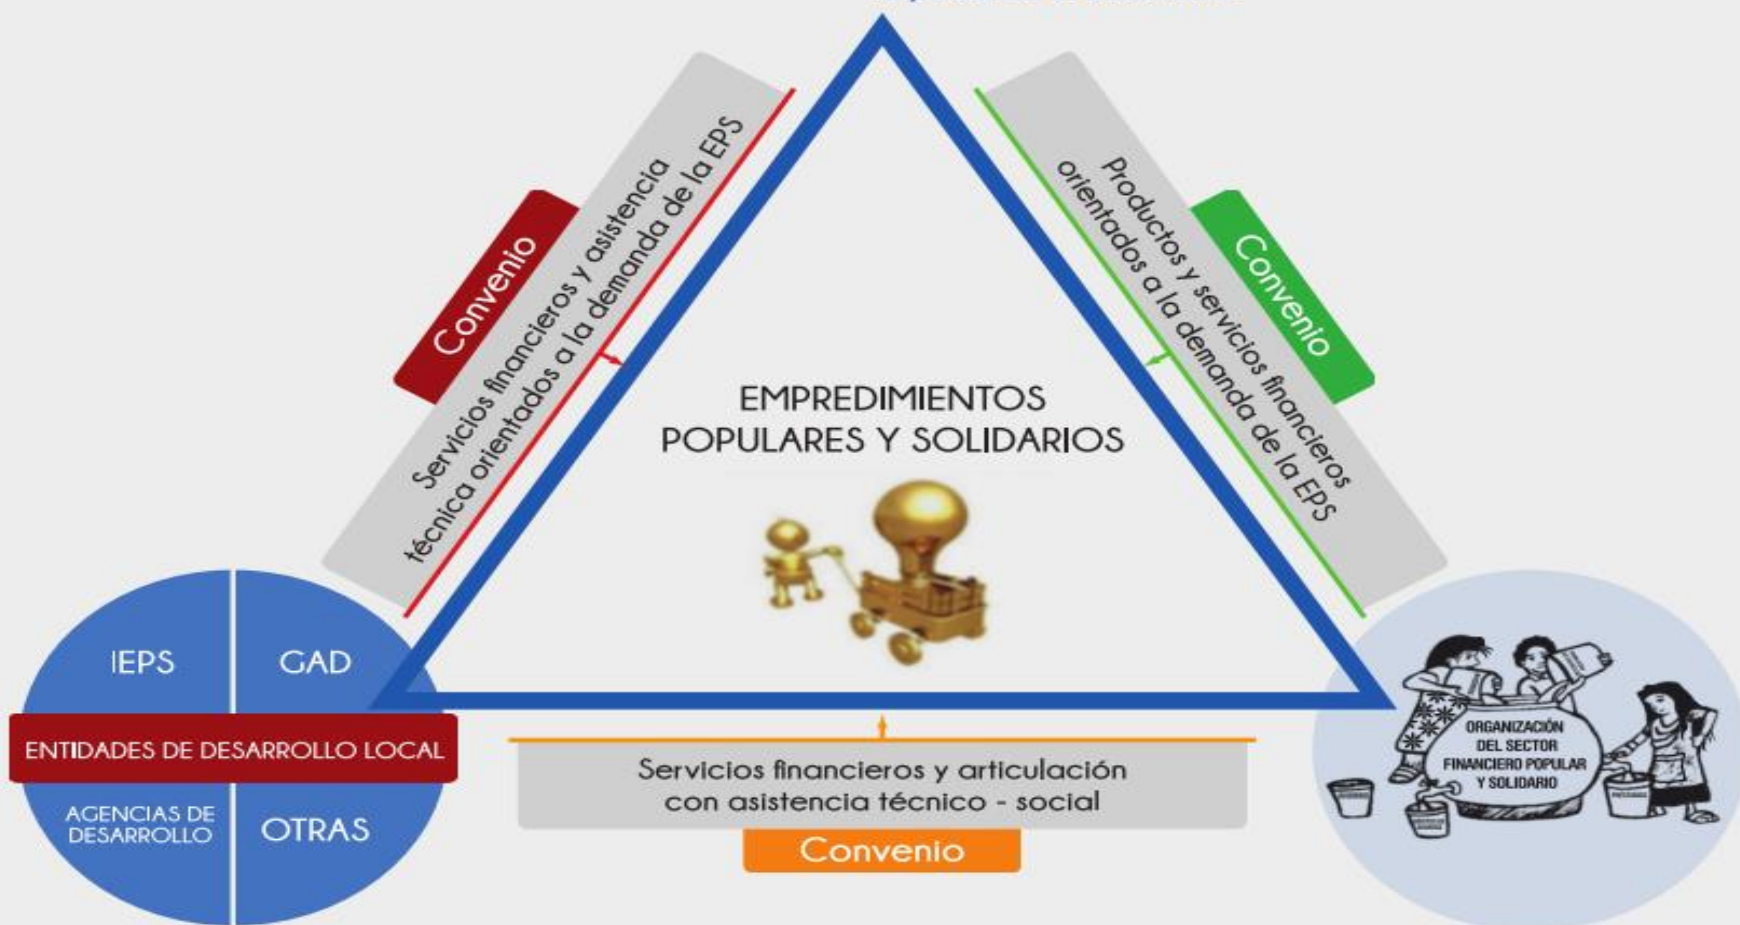 Convenio
Servicios financieros y asistencia
técnica orientados a la demanda de la EPS
Productos y servicios financieros
orientados a la demanda de la EPS
Convenio
EMPREDIMIENTOS
POPULARES Y SOLIDARIOS
IEPS
GAD
ENTIDADES DE DESARROLLO LOCAL
AGENCIAS DE
DESARROLLO
OTRAS
Servicios financieros y articulación
con asistencia técnico - social
Convenio
ORGANIZACIÓN
DEL SECTOR
FINANCIERO POPULAR
Y SOLIDARIO